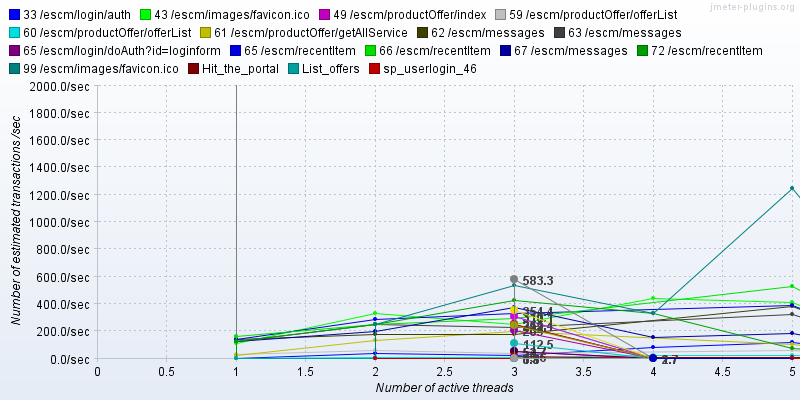 jmeter-plugins.org
33 /escm/login/auth 43 /escm/images/favicon.ico 49 /escm/productOffer/index 59 /escm/productOffer/offerList
60 /escm/productOffer/offerList 61 /escm/productOffer/getAllService 62 /escm/messages 63 /escm/messages
65 /escm/login/doAuth?id=loginform 65 /escm/recentItem 66 /escm/recentItem 67 /escm/messages 72 /escm/recentItem
99 /escm/images/favicon.ico Hit_the_portal List_offers sp_userlogin_46
Number of estimated transactions /sec
2000.0/sec
1800.0/sec
1600.0/sec
1400.0/sec
1200.0/sec
1000.0/sec
800.0/sec
600.0/sec
400.0/sec
200.0/sec
0.0/sec
583.3
112.5
0 0.5 1 1.5 2 2.5 3 3.5 4 4.5 5
Number of active threads